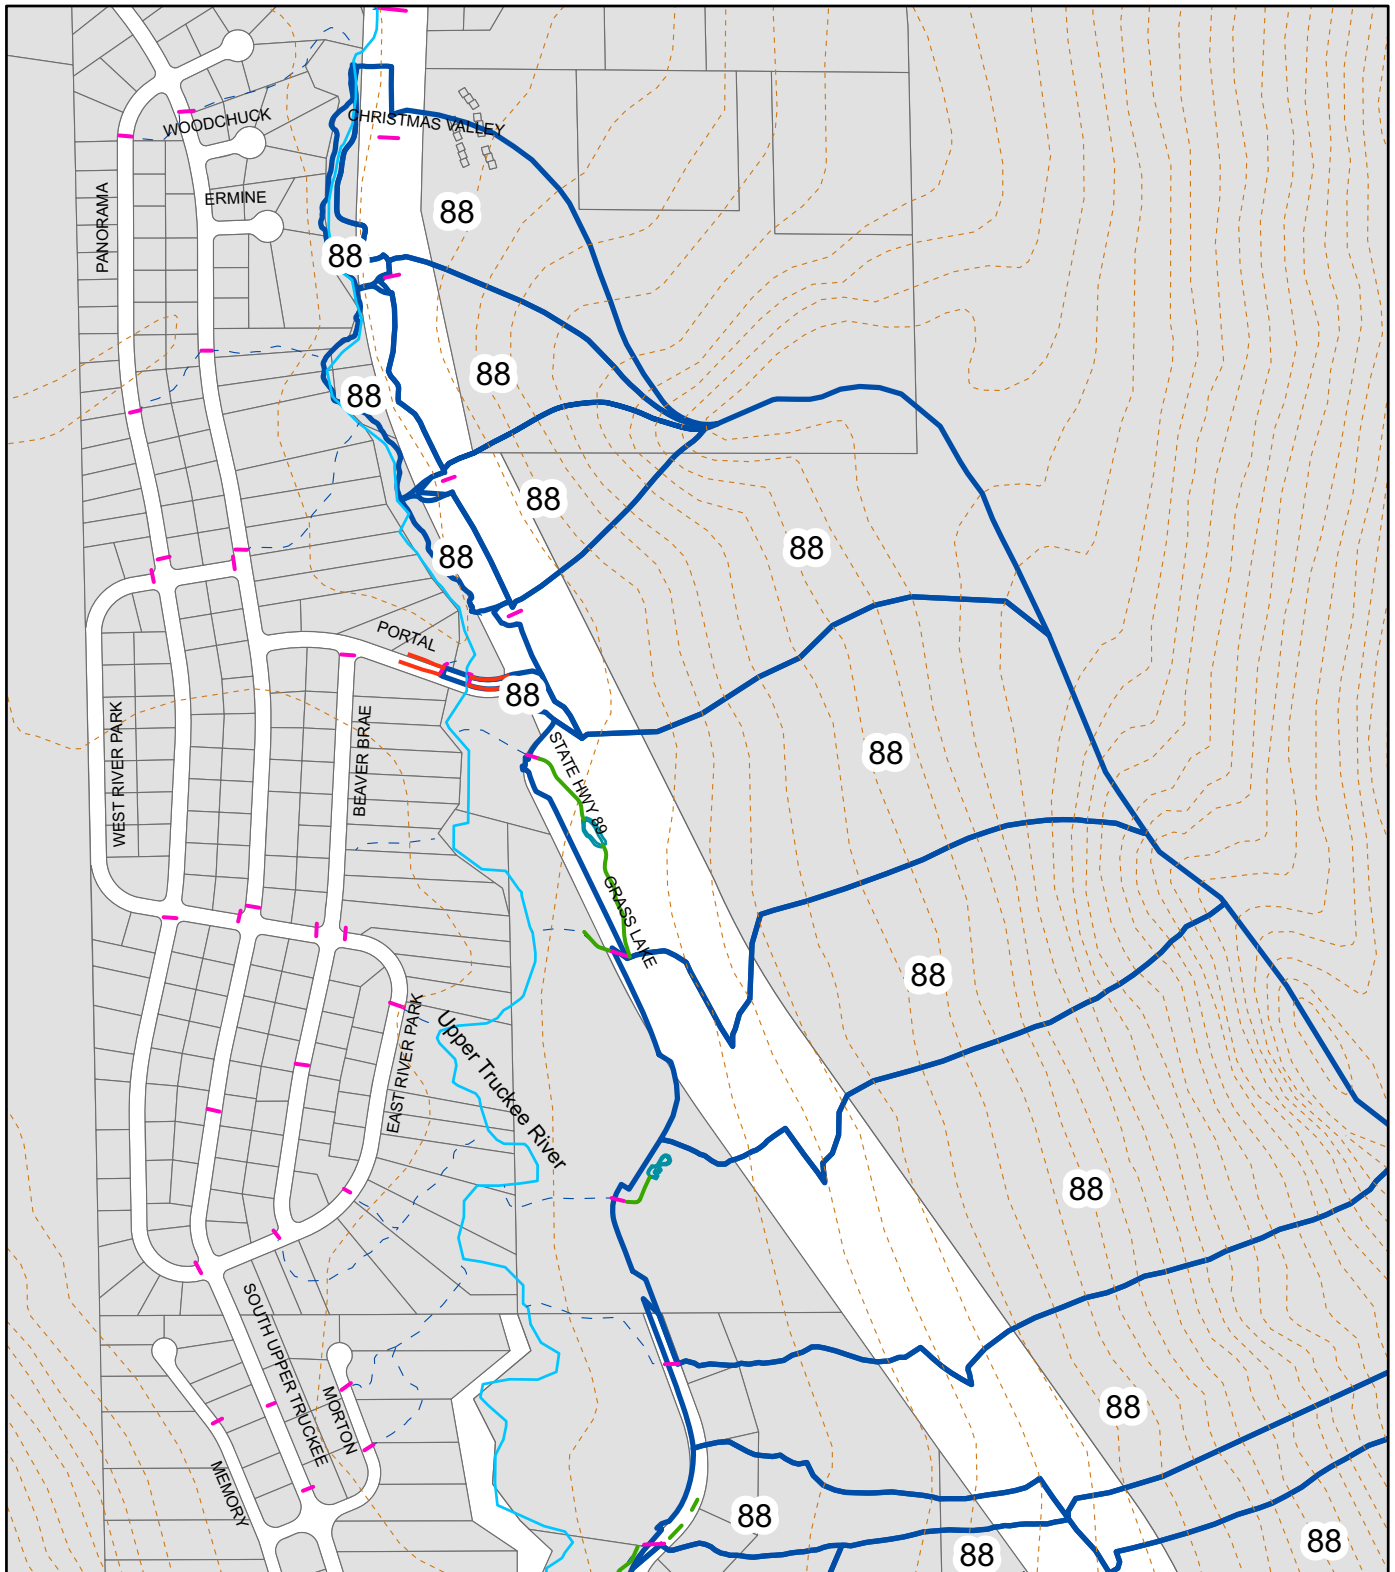 WOODCHUCK
CHRISTMAS VALLEY
ERMINE
PANORAMA
88
88
88
88
88
88
88
PORTAL
88
WEST RIVER PARK
BEAVER BRAE
STATE HWY 89
88
GRASS LAKE
88
EAST RIVER PARK
Upper Truckee River
88
SOUTH UPPER TRUCKEE
MORTON
88
MEMORY
88
88
88